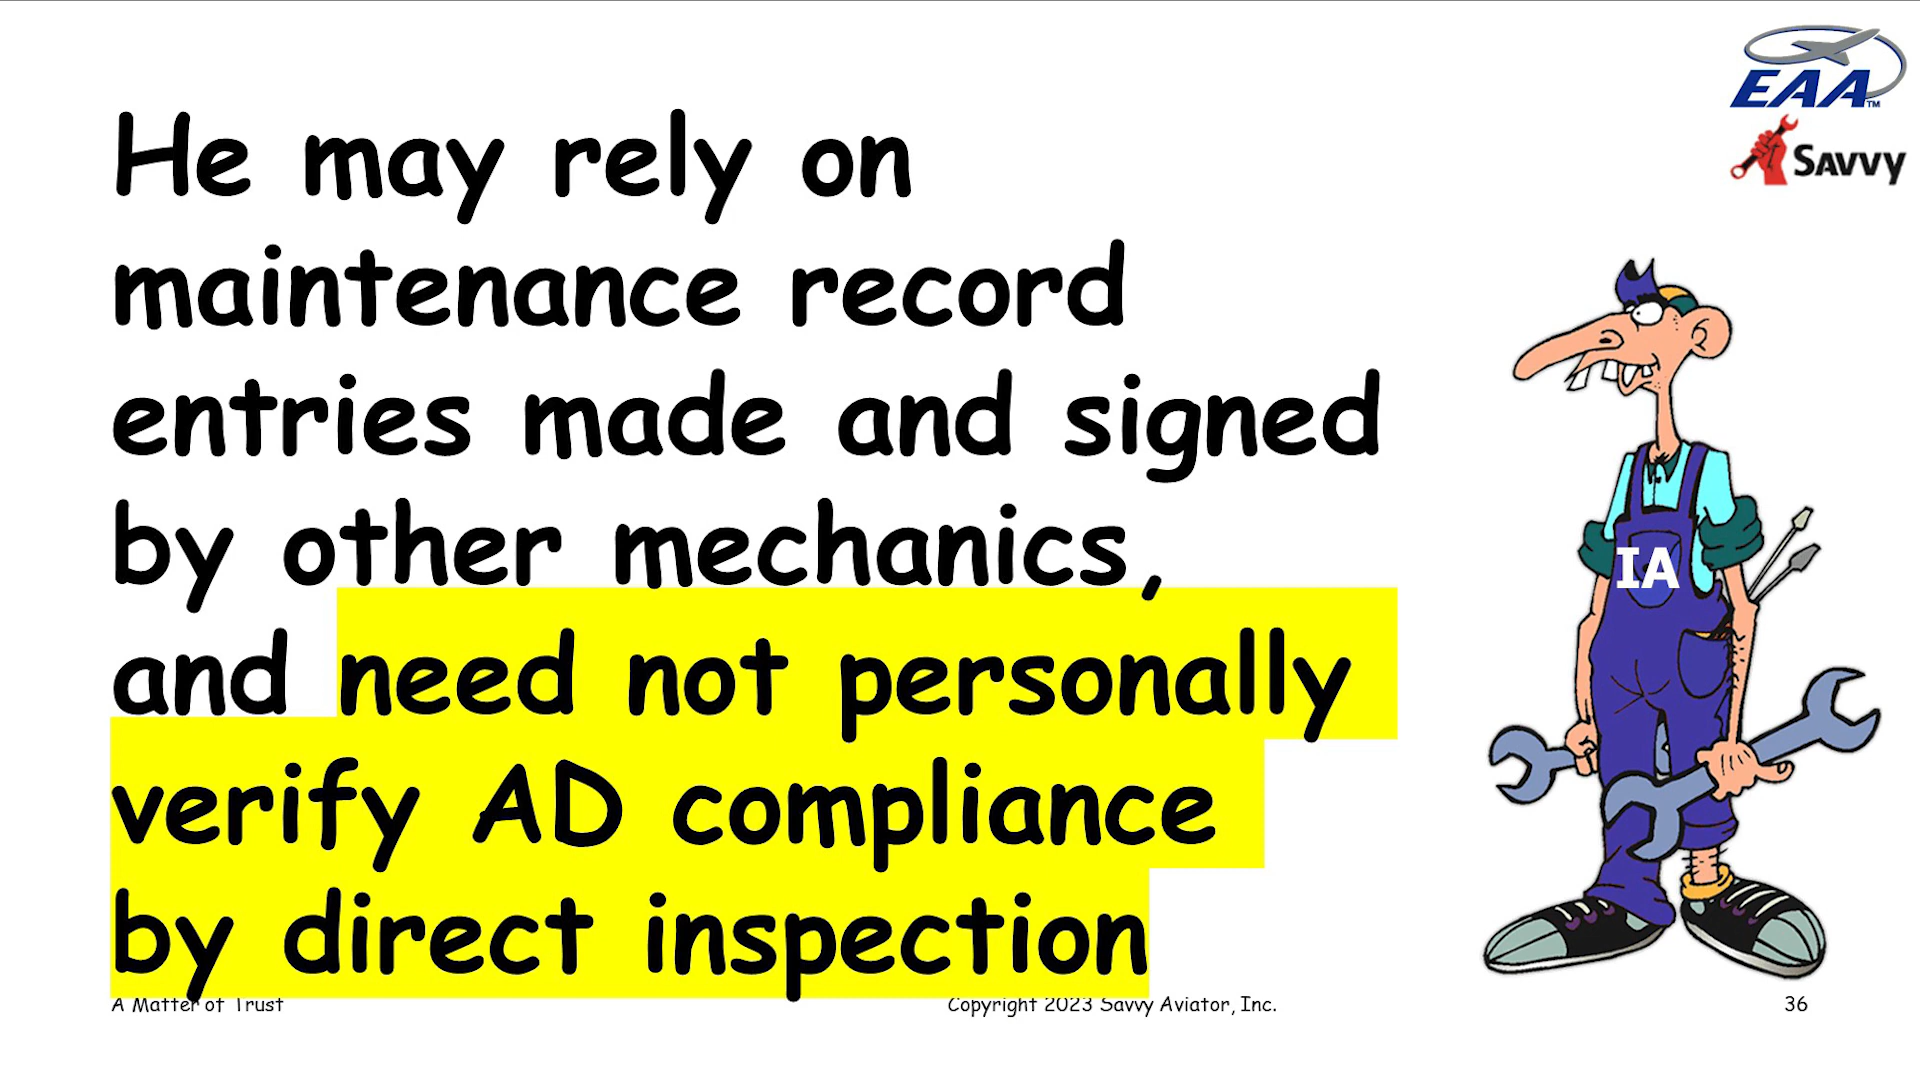 EAA™
SAVVY
He may rely on
maintenance record
entries made and signed
by other mechanics,
and need not personally
verify AD compliance
by direct inspection
IA
A Matter of Trust
Copyright 2023 Savvy Aviator, Inc.
36